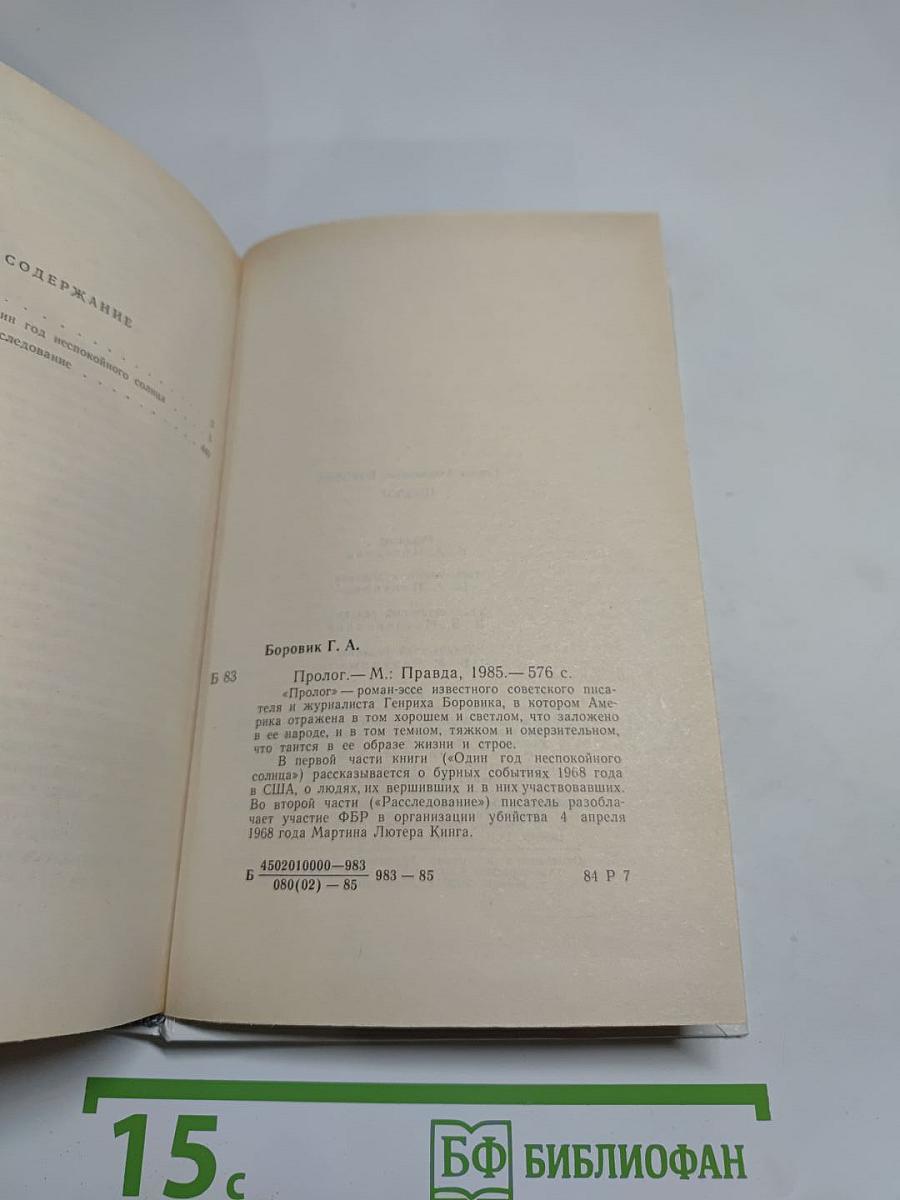 СОДЕРЖАНИЕ
год неспокойного солнца . . .
Боровик Г. А.
Б 83 Пролог.— М.: Правда, 1985.— 576 с.
«Пролог» — роман-эссе известного советского писа-
теля и журналиста Генриха Боровика, в котором Аме-
рика отражена в том хорошем и светлом, что заложено
в ее народе, и в том темном, тяжком и омерзительном,
что таится в ее образе жизни и строе.
В первой части книги («Один год неспокойного
солнца») рассказывается о бурных событиях 1968 года
в США, о людях, их вершивших и в них участвовавших.
Во второй части («Расследование») писатель разобла-
чает участие ФБР в организации убийства 4 апреля
1968 года Мартина Лютера Кинга.
4502010000—983
Б 983 — 85 84 Р 7
080(02) — 85
15 с
БФ БИБЛИОФАН